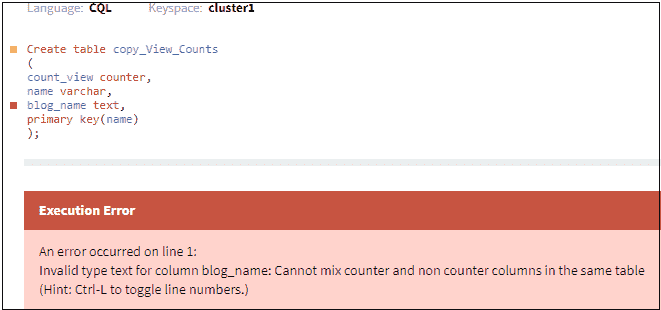 Language: CQL Keyspace: cluster1
Create table copy_View_Counts
(
count_view counter,
name varchar,
blog_name text,
primary key(name)
);
Execution Error
An error occurred on line 1:
Invalid type text for column blog_name: Cannot mix counter and non counter columns in the same table
(Hint: Ctrl-L to toggle line numbers.)